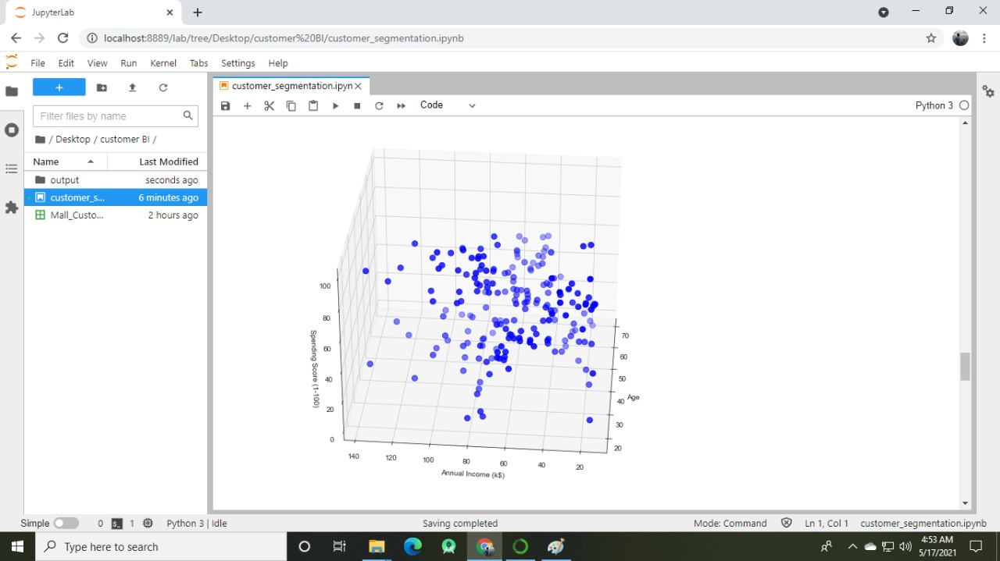 JupyterLab
localhost:8889/lab/tree/Desktop/customer%20BI/customer_segmentation.ipynb
File Edit View Run Kernel Tabs Settings Help
customer_segmentation.ipyn
Code
Python 3
Filter files by name
/ Desktop / customer BI /
Name Last Modified
output seconds ago
customer_s... 6 minutes ago
Mall_Custo... 2 hours ago
100
80
60
40
20
0
Spending Score (1-100)
140 120 100 80 60 40 20
Annual Income (k$)
70
60
50
40
30
20
Age
Simple 0 1 Python 3 | Idle Saving completed Mode: Command Ln 1, Col 1 customer_segmentation.ipynb
Type here to search
4:53 AM
5/17/2021